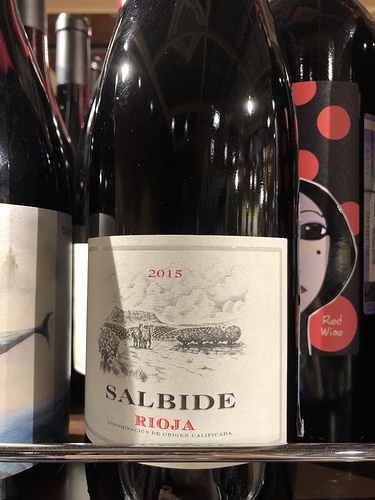 2015
SALBIDE
RIOJA
DENOMINACIÓN DE ORIGEN CALIFICADA
Red
Wine